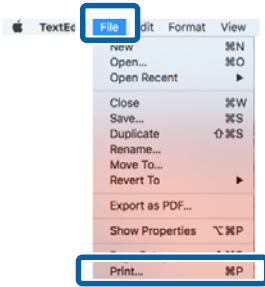 TextEd File dit Format View
New ⌘N
Open... ⌘O
Open Recent ▶
Close ⌘W
Save... ⌘S
Duplicate ⇧⌘S
Rename...
Move To...
Revert To ▶
Export as PDF...
Show Properties ⌥⌘P
Print... ⌘P